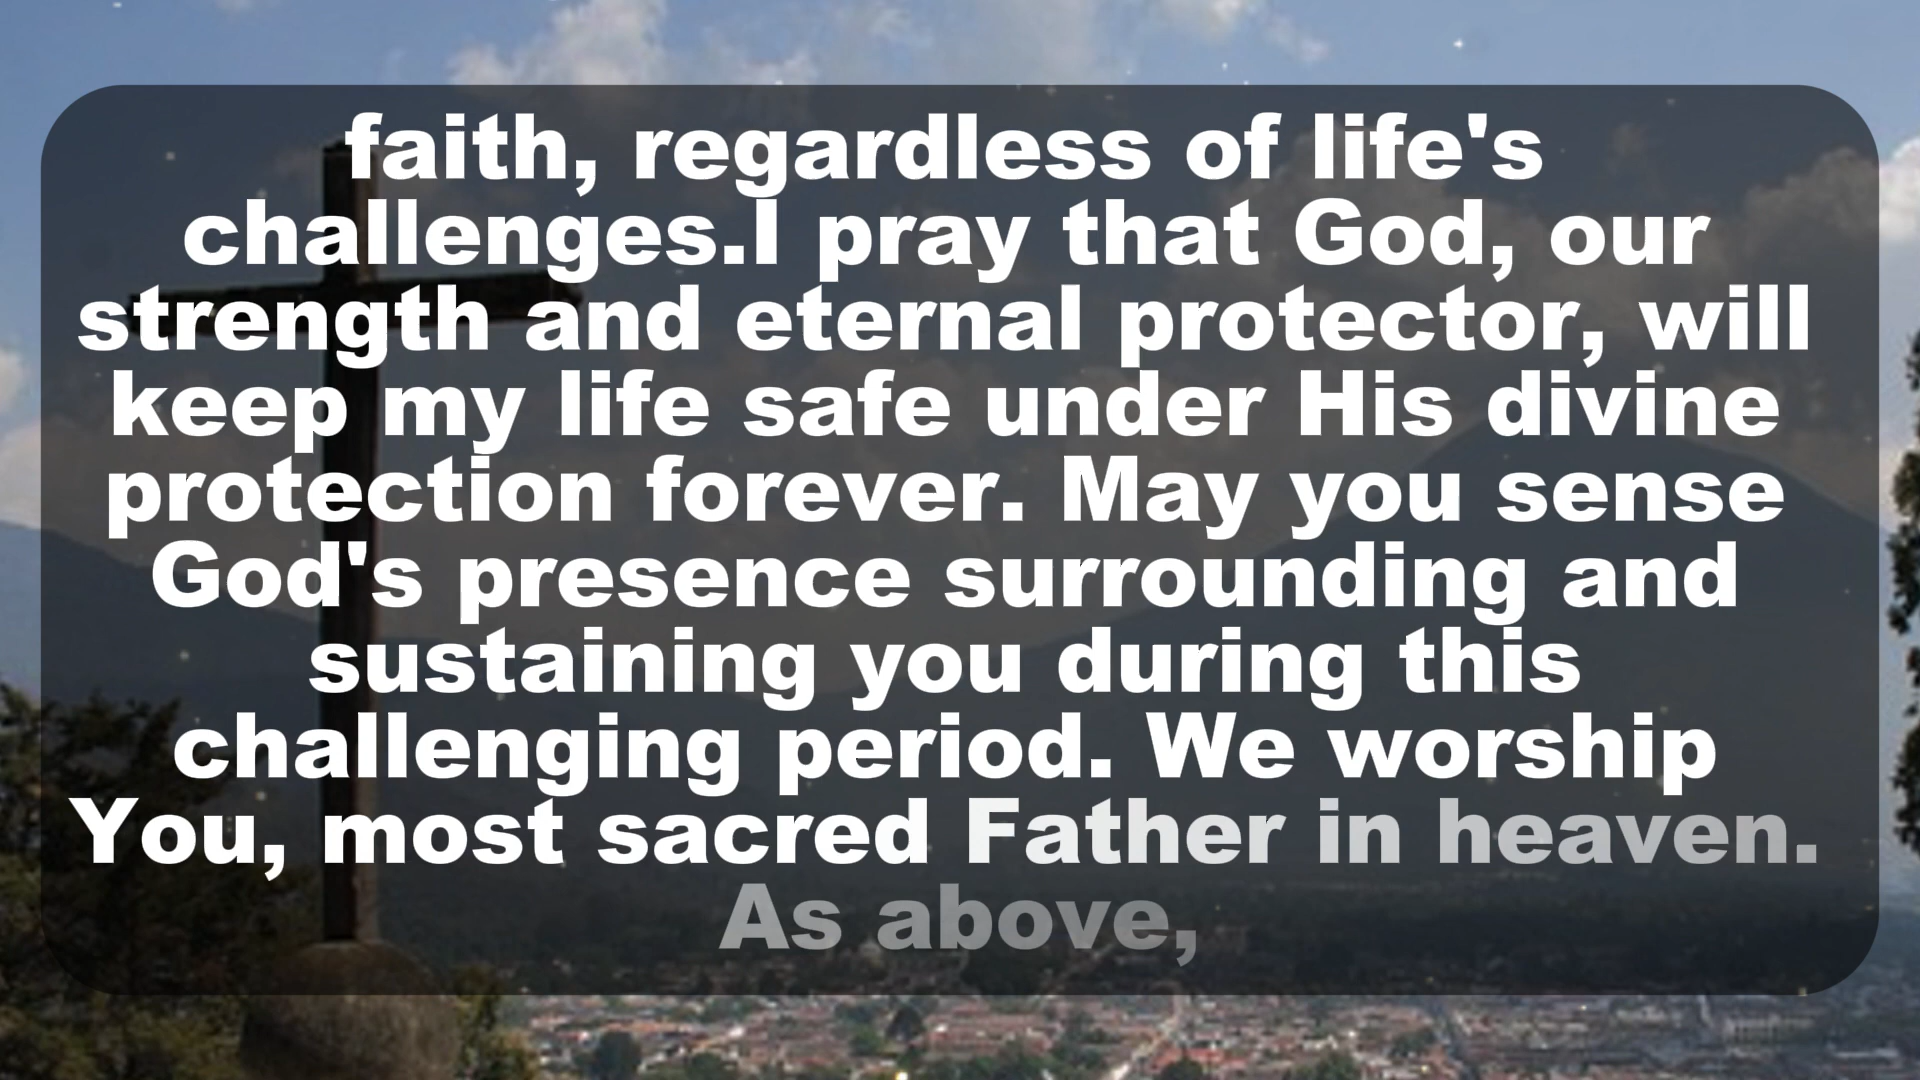 faith, regardless of life's
challenges.I pray that God, our
strength and eternal protector, will
keep my life safe under His divine
protection forever. May you sense
God's presence surrounding and
sustaining you during this
challenging period. We worship
You, most sacred Father in heaven.
As above,